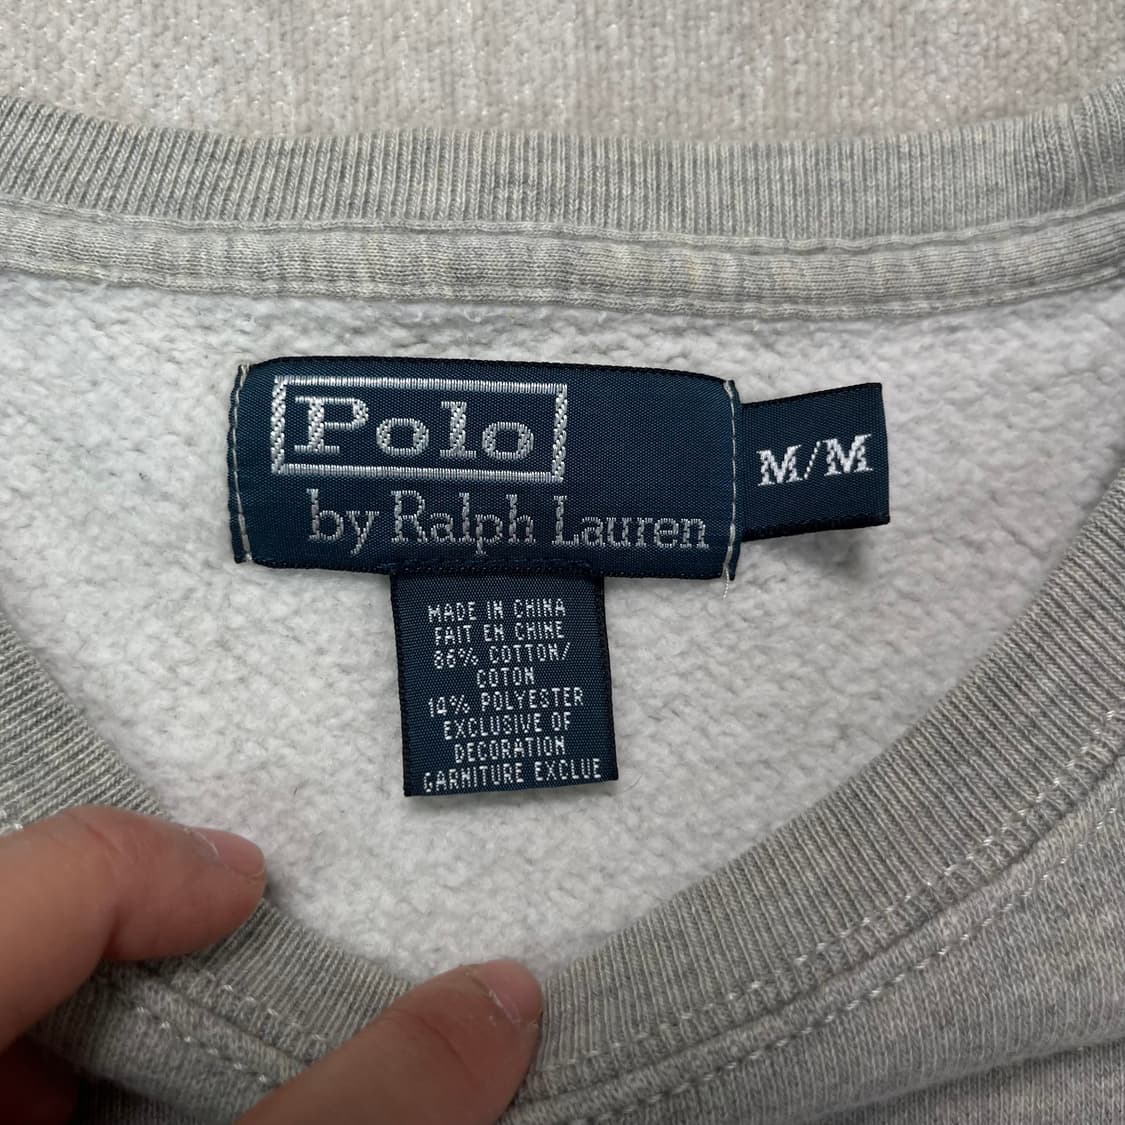 Polo
by Ralph Lauren
M/M
MADE IN CHINA
FAIT EN CHINE
86% COTTON/
COTON
14% POLYESTER
EXCLUSIVE OF
DECORATION
GARNITURE EXCLUE